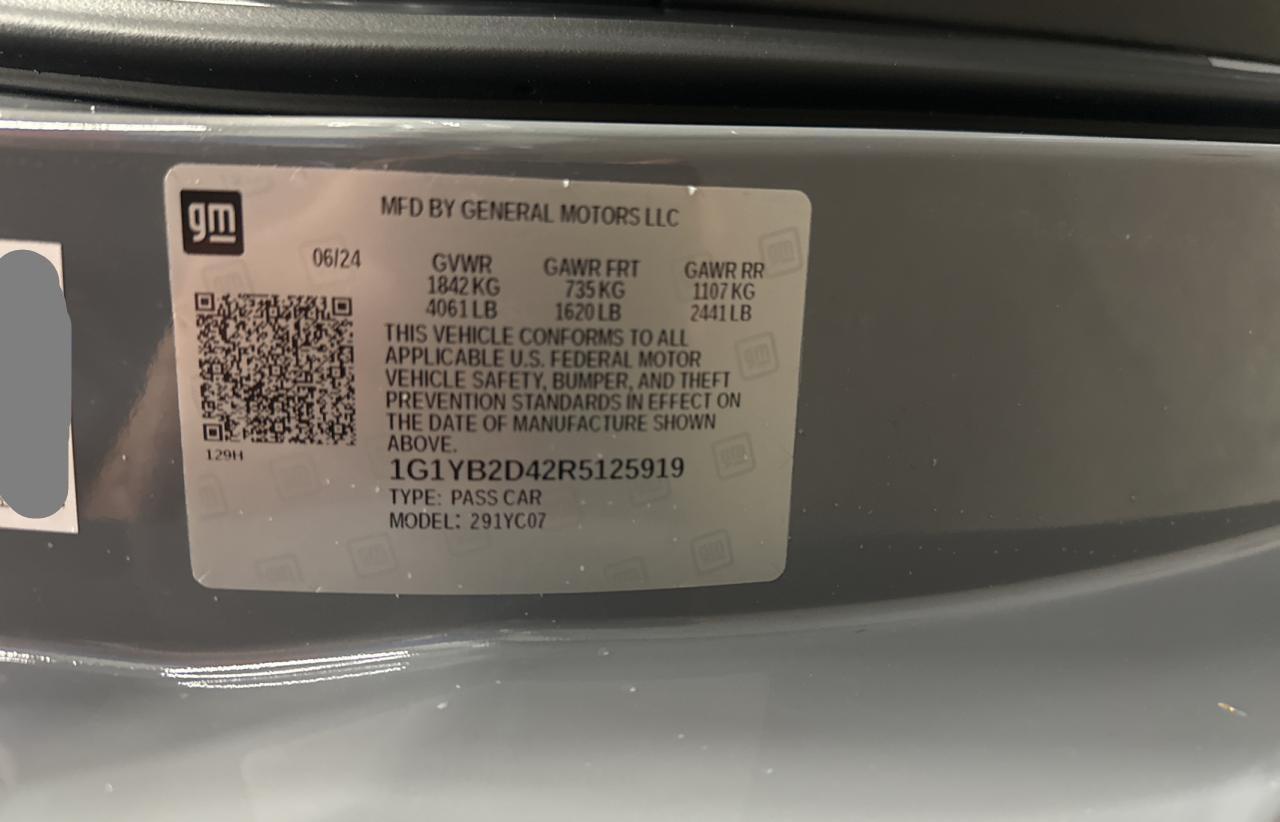 gm
MFD BY GENERAL MOTORS LLC
06/24
GVWR GAWR FRT GAWR RR
1842 KG 735 KG 1107 KG
4061 LB 1620 LB 2441 LB
THIS VEHICLE CONFORMS TO ALL
APPLICABLE U.S. FEDERAL MOTOR
VEHICLE SAFETY, BUMPER, AND THEFT
PREVENTION STANDARDS IN EFFECT ON
THE DATE OF MANUFACTURE SHOWN
ABOVE.
129H
1G1YB2D42R5125919
TYPE: PASS CAR
MODEL: 291YC07